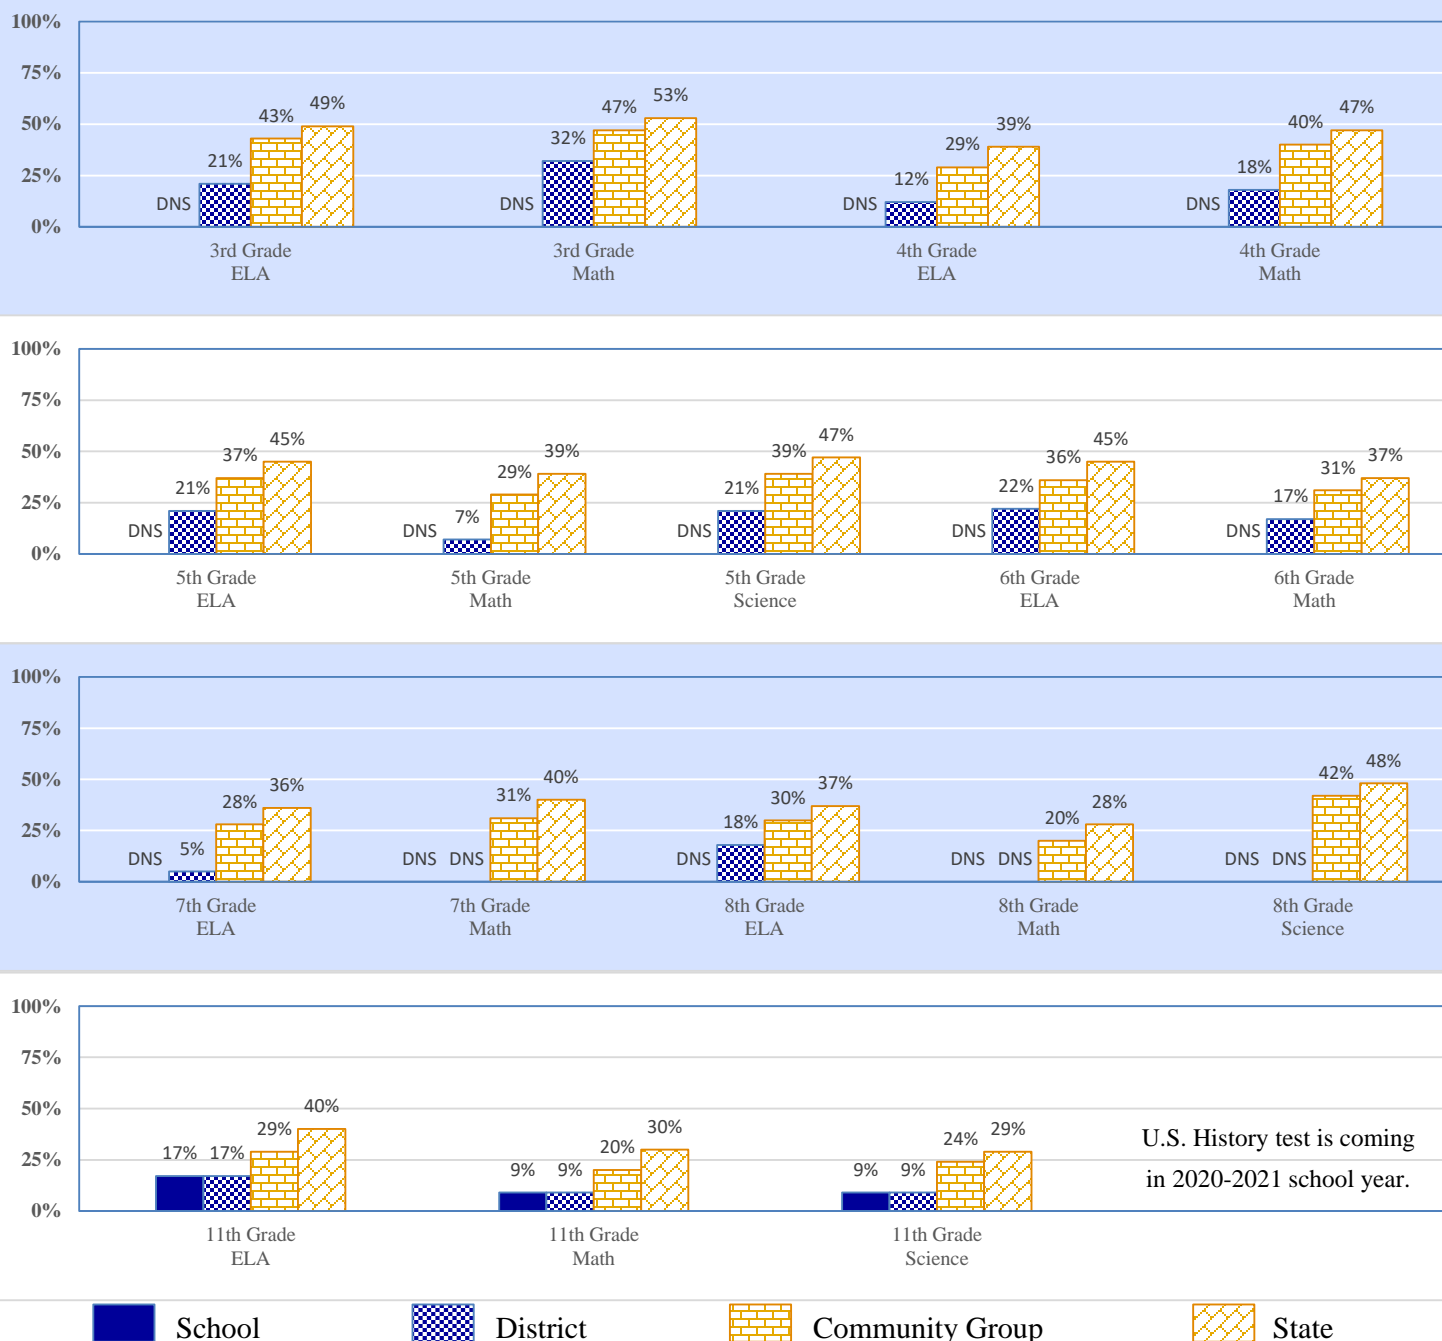 100%
75%
50%
25%
0%
DNS 21% 43% 49%
DNS 32% 47% 53%
DNS 12% 29% 39%
DNS 18% 40% 47%
3rd Grade
ELA
3rd Grade
Math
4th Grade
ELA
4th Grade
Math
100%
75%
50%
25%
0%
DNS 21% 37% 45%
DNS 7% 29% 39%
DNS 21% 39% 47%
DNS 22% 36% 45%
DNS 17% 31% 37%
5th Grade
ELA
5th Grade
Math
5th Grade
Science
6th Grade
ELA
6th Grade
Math
100%
75%
50%
25%
0%
DNS 5% 28% 36%
DNS DNS 31% 40%
DNS 18% 30% 37%
DNS DNS 20% 28%
DNS DNS 42% 48%
7th Grade
ELA
7th Grade
Math
8th Grade
ELA
8th Grade
Math
8th Grade
Science
100%
75%
50%
25%
0%
17% 17% 29% 40%
9% 9% 20% 30%
9% 9% 24% 29%
U.S. History test is coming
in 2020-2021 school year.
11th Grade
ELA
11th Grade
Math
11th Grade
Science
School District Community Group State